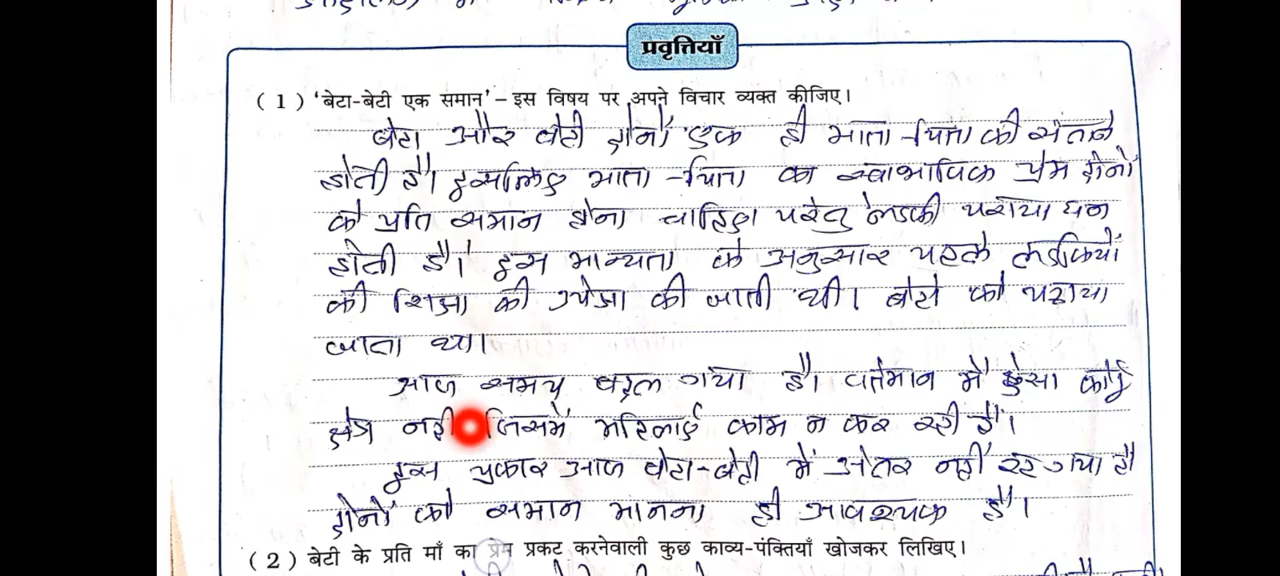 प्रवृत्तियाँ
( 1 ) 'बेटा-बेटी एक समान' – इस विषय पर अपने विचार व्यक्त कीजिए।
बेटा और बेटी दोनों एक ही माता-पिता की संताने
होती है। इसलिए माता-पिता का स्वाभाविक प्रेम दोनों
के प्रति समान होना चाहिए। परंतु लडकी पराया धन
होती है। इस मान्यता के अनुसार पहले लडकियों
की शिक्षा की उपेक्षा की जाती थी। बेटो को पढाया
जाता था।
आज समय बदल गया है। वर्तमान में ऐसा कोई
क्षेत्र नही जिसमें महिलाएँ काम न कर रही हैं।
इस प्रकार आज बेटा-बेटी में अंतर नहीं रह गया है
दोनों को समान मानना ही आवश्यक है।
( 2 ) बेटी के प्रति माँ का प्रेम प्रकट करनेवाली कुछ काव्य-पंक्तियाँ खोजकर लिखिए।